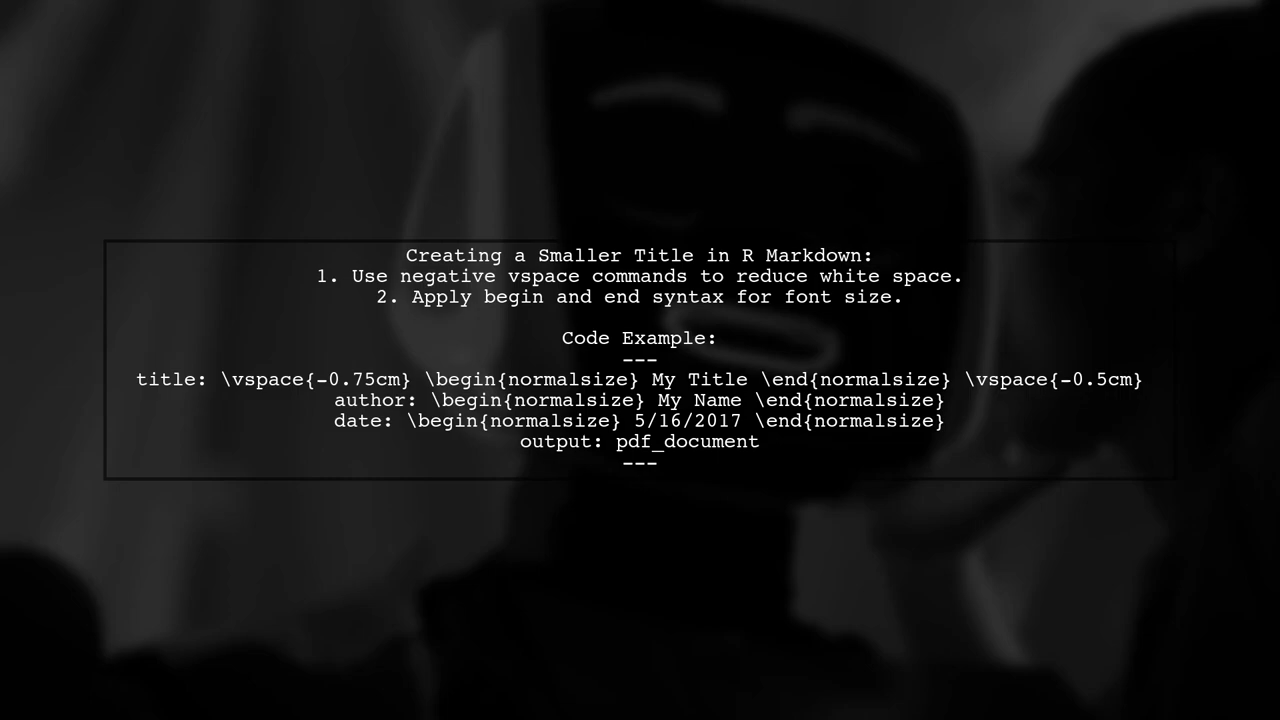 Creating a Smaller Title in R Markdown:
1. Use negative vspace commands to reduce white space.
2. Apply begin and end syntax for font size.
Code Example:
---
title: \vspace{-0.75cm} \begin{normalsize} My Title \end{normalsize} \vspace{-0.5cm}
author: \begin{normalsize} My Name \end{normalsize}
date: \begin{normalsize} 5/16/2017 \end{normalsize}
output: pdf_document
---